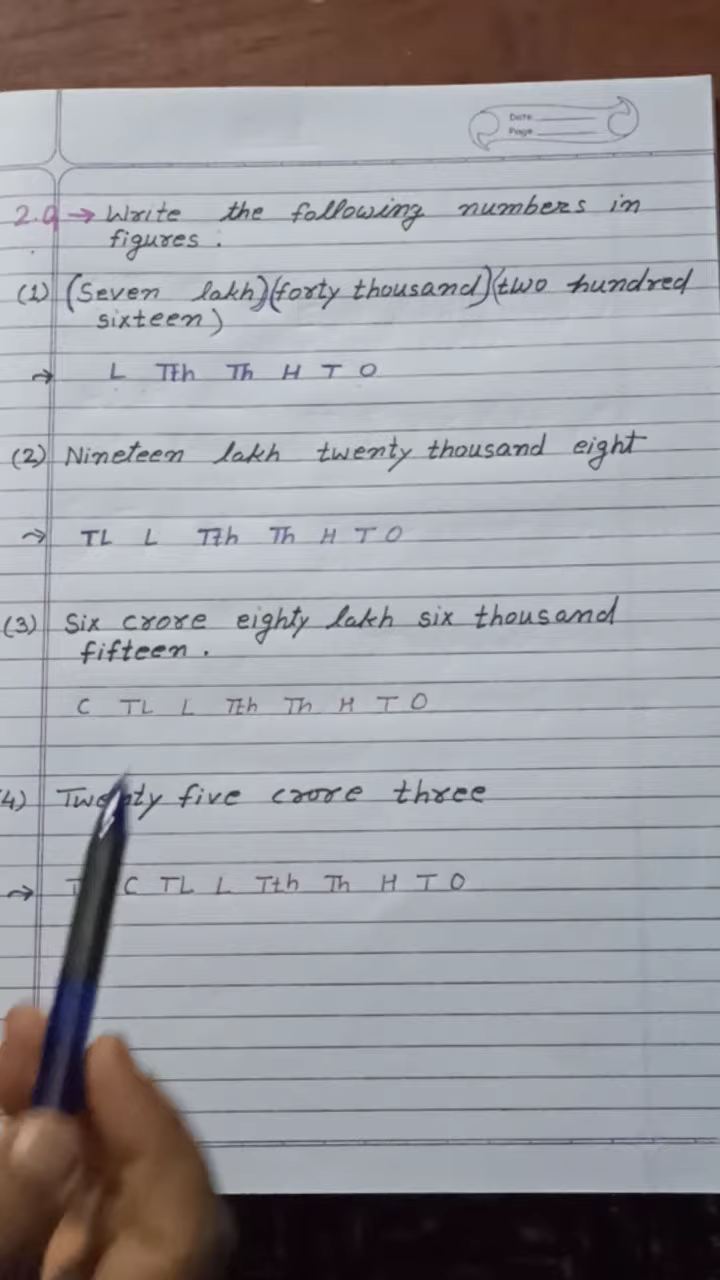 Date
Page
2.Q → Write the following numbers in
figures.
(1) (Seven lakh)(forty thousand)(two hundred
sixteen)
→ L Tth Th H T O
(2) Nineteen lakh twenty thousand eight
→ TL L Tth Th H T O
(3) Six crore eighty lakh six thousand
fifteen.
C TL L Tth Th H T O
4) Twenty five crore three
→ C TL L Tth Th H T O